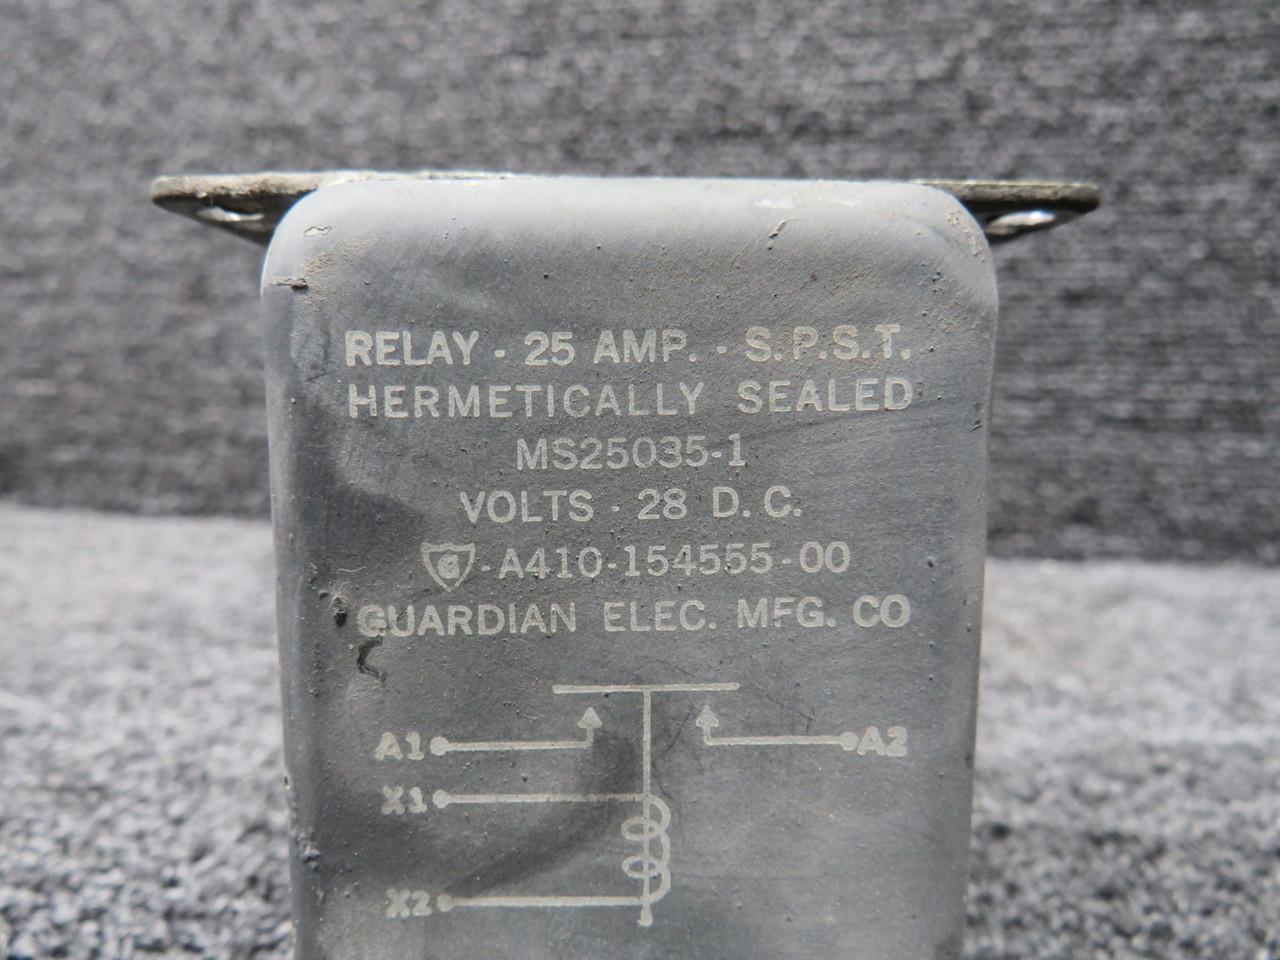 RELAY - 25 AMP. - S.P.S.T.
HERMETICALLY SEALED
MS25035-1
VOLTS - 28 D.C.
G -A410-154555-00
GUARDIAN ELEC. MFG. CO
A1 A2
X1
X2